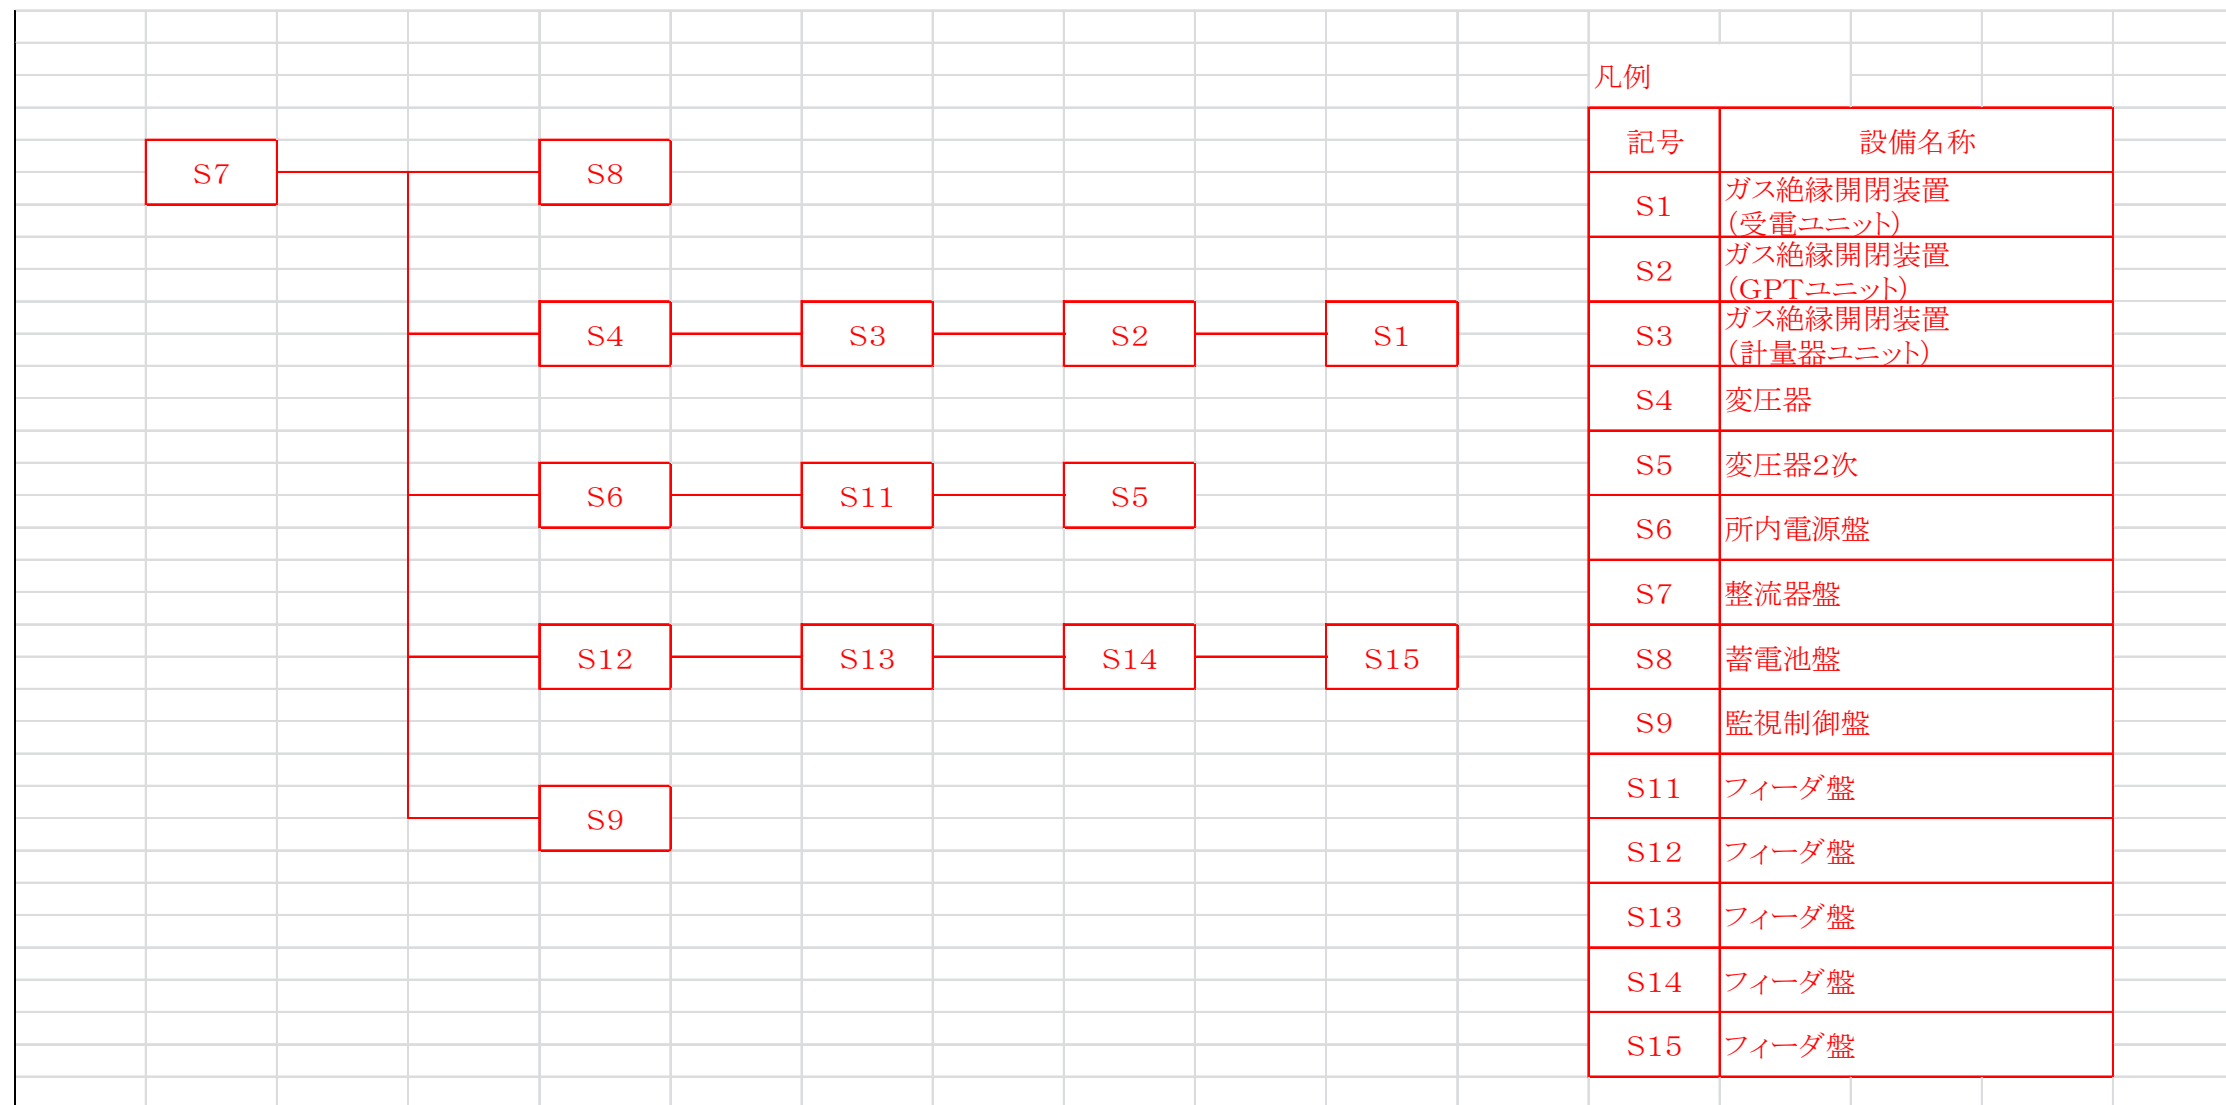 凡例
S7
S8
S4
S3
S2
S1
S6
S11
S5
S12
S13
S14
S15
S9
記号 設備名称
S1 ガス絶縁開閉装置
（受電ユニット）
S2 ガス絶縁開閉装置
（GPTユニット）
S3 ガス絶縁開閉装置
（計量器ユニット）
S4 変圧器
S5 変圧器2次
S6 所内電源盤
S7 整流器盤
S8 蓄電池盤
S9 監視制御盤
S11 フィーダ盤
S12 フィーダ盤
S13 フィーダ盤
S14 フィーダ盤
S15 フィーダ盤